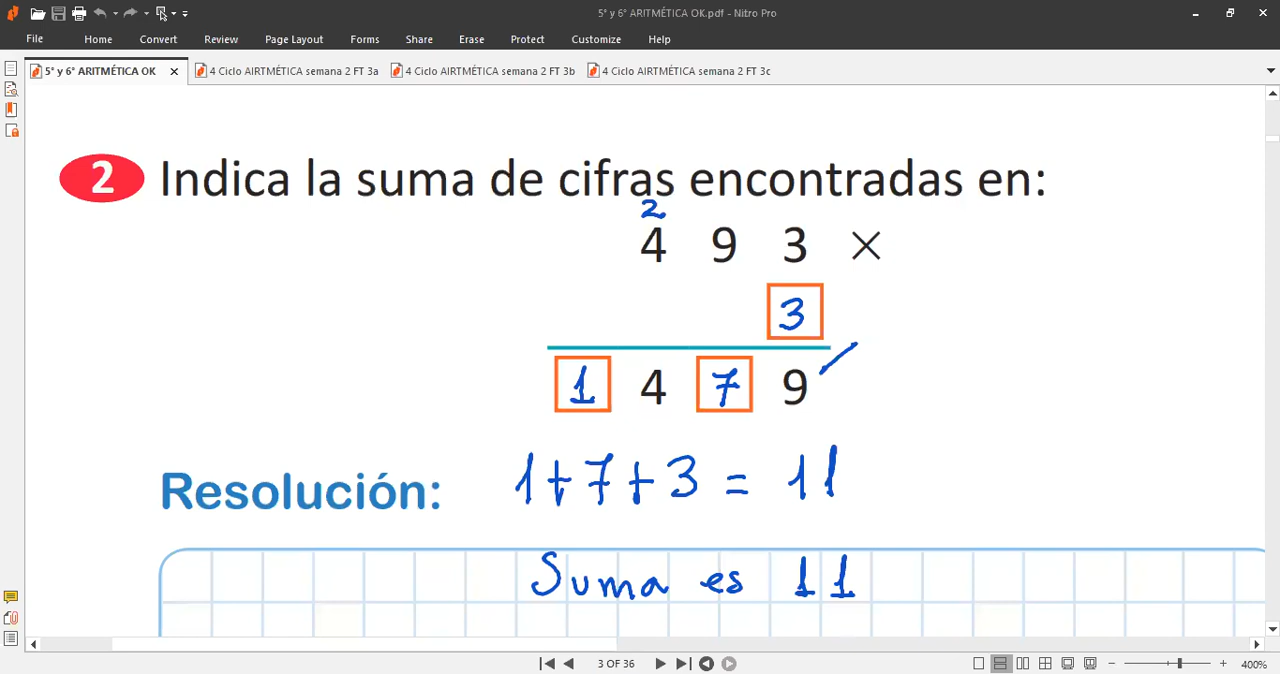 5° y 6° ARITMÉTICA OK.pdf - Nitro Pro
File Home Convert Review Page Layout Forms Share Erase Protect Customize Help
5° y 6° ARITMÉTICA OK 4 Ciclo AIRTMÉTICA semana 2 FT 3a 4 Ciclo AIRTMÉTICA semana 2 FT 3b 4 Ciclo AIRTMÉTICA semana 2 FT 3c
2 Indica la suma de cifras encontradas en:
2
4 9 3 ×
3
1 4 7 9
Resolución: 1+7+3 = 11
Suma es 11
3 OF 36 400%